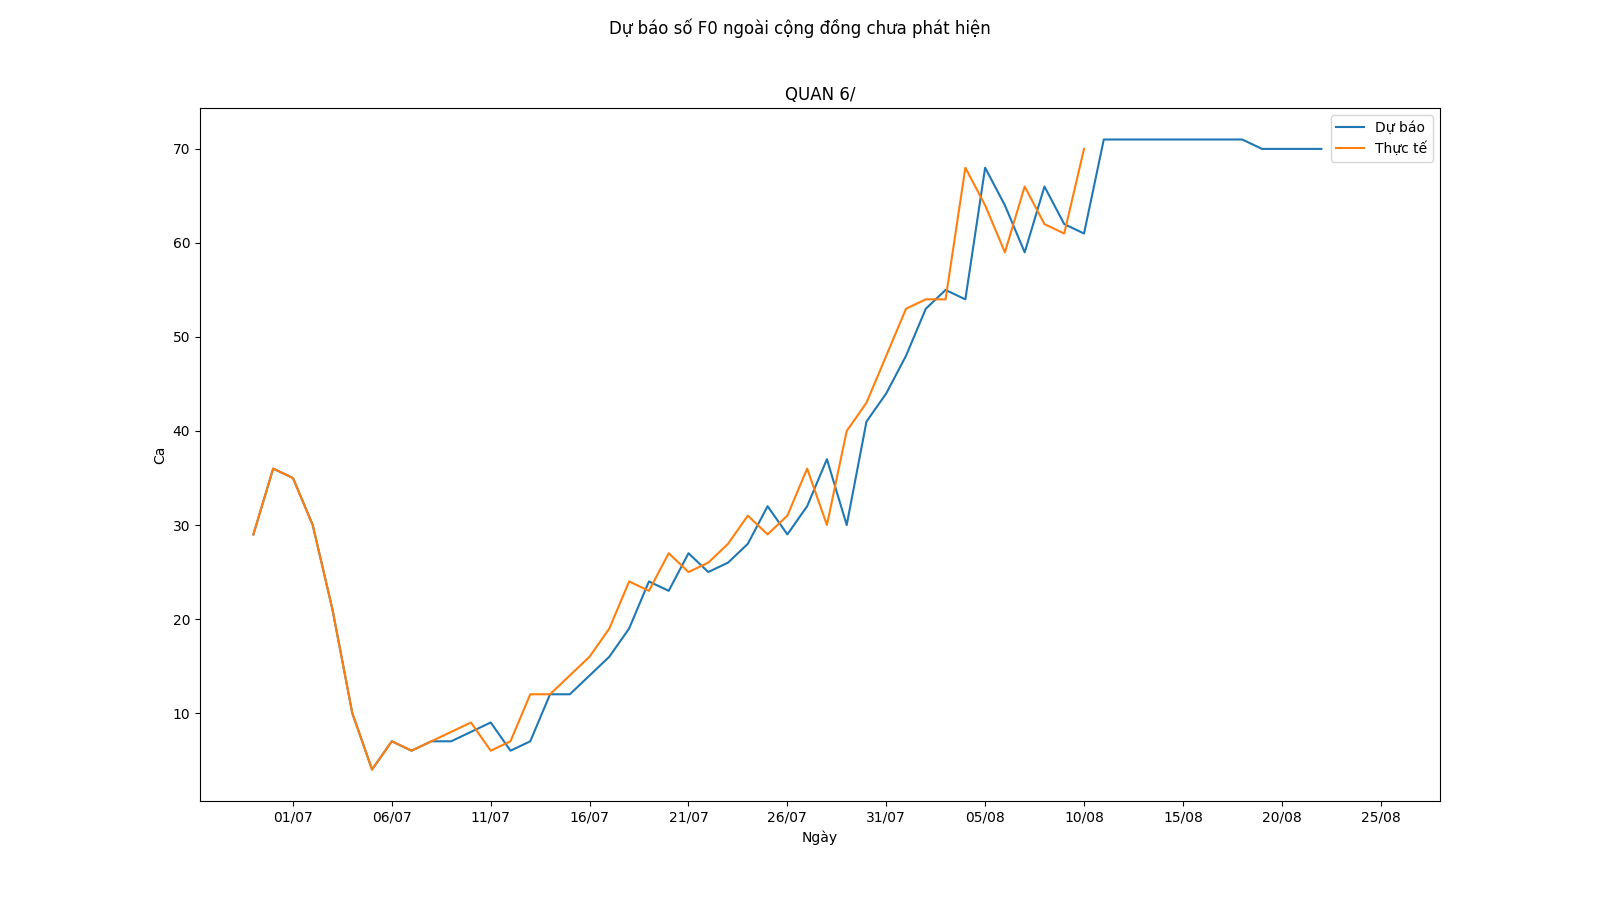 Dự báo số F0 ngoài cộng đồng chưa phát hiện
QUAN 6/
Dự báo
Thực tế
70
60
50
40
30
20
10
Ca
01/07 06/07 11/07 16/07 21/07 26/07 31/07 05/08 10/08 15/08 20/08 25/08
Ngày